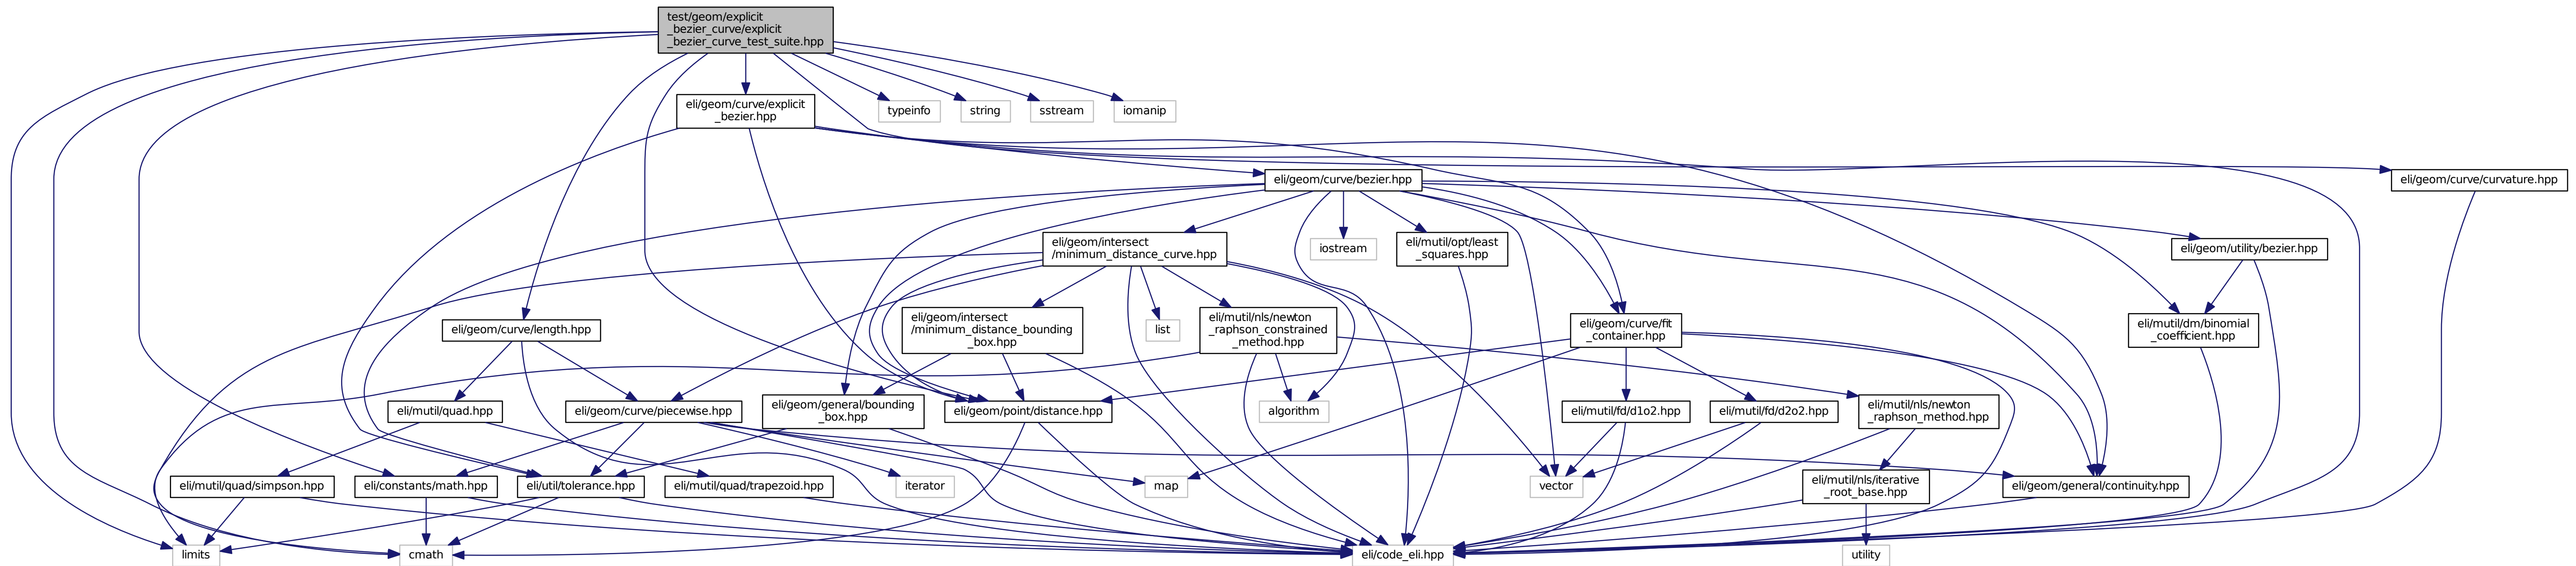 test/geom/explicit
_bezier_curve/explicit
_bezier_curve_test_suite.hpp
eli/geom/curve/explicit
_bezier.hpp
typeinfo
string
sstream
iomanip
eli/geom/curve/bezier.hpp
eli/geom/curve/curvature.hpp
eli/geom/intersect
/minimum_distance_curve.hpp
iostream
eli/mutil/opt/least
_squares.hpp
eli/geom/utility/bezier.hpp
eli/geom/curve/length.hpp
eli/geom/intersect
/minimum_distance_bounding
_box.hpp
list
eli/mutil/nls/newton
_raphson_constrained
_method.hpp
eli/geom/curve/fit
_container.hpp
eli/mutil/dm/binomial
_coefficient.hpp
eli/mutil/quad.hpp
eli/geom/curve/piecewise.hpp
eli/geom/general/bounding
_box.hpp
eli/geom/point/distance.hpp
algorithm
eli/mutil/fd/d1o2.hpp
eli/mutil/fd/d2o2.hpp
eli/mutil/nls/newton
_raphson_method.hpp
eli/mutil/quad/simpson.hpp
eli/constants/math.hpp
eli/util/tolerance.hpp
eli/mutil/quad/trapezoid.hpp
iterator
map
vector
eli/mutil/nls/iterative
_root_base.hpp
eli/geom/general/continuity.hpp
limits
cmath
eli/code_eli.hpp
utility